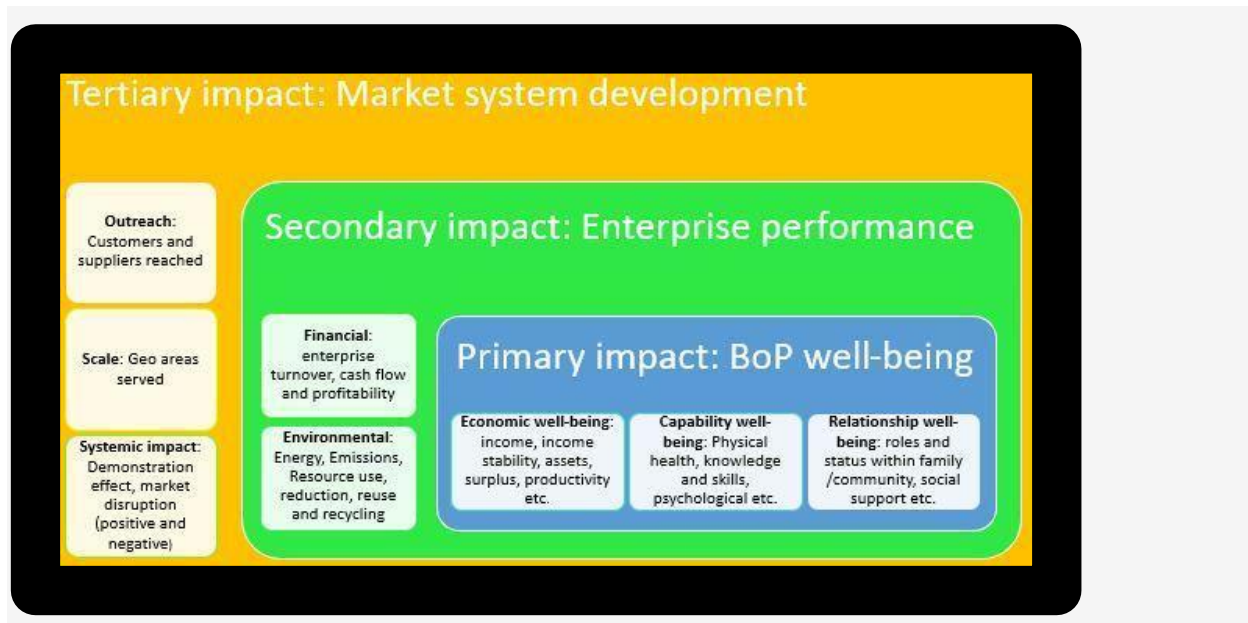 Tertiary impact: Market system development
Outreach:
Customers and
suppliers reached
Scale: Geo areas
served
Systemic impact:
Demonstration
effect, market
disruption
(positive and
negative)
Secondary impact: Enterprise performance
Financial:
enterprise
turnover, cash flow
and profitability
Environmental:
Energy, Emissions,
Resource use,
reduction, reuse
and recycling
Primary impact: BoP well-being
Economic well-being:
income, income
stability, assets,
surplus, productivity
etc.
Capability well-
being: Physical
health, knowledge
and skills,
psychological etc.
Relationship well-
being: roles and
status within family
/community, social
support etc.